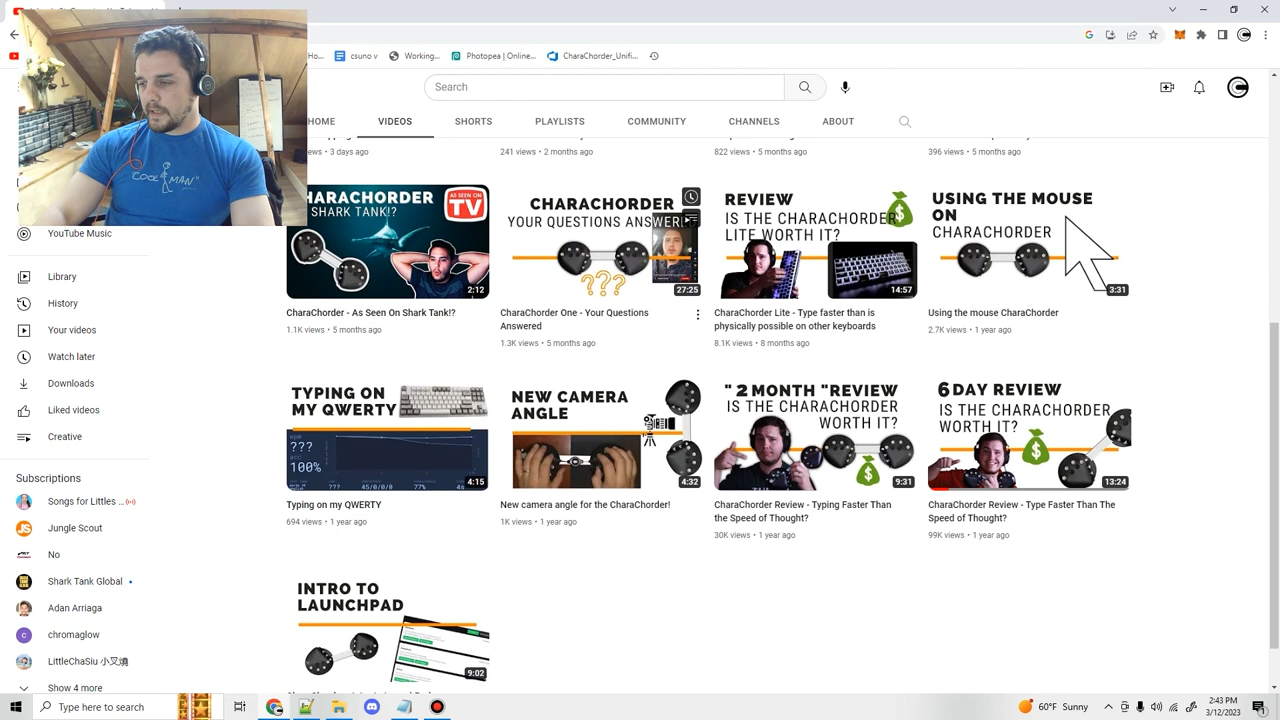 Ho...
csuno v
Working...
Photopea | Online...
CharaChorder_Unifi...
Search
HOME
VIDEOS
SHORTS
PLAYLISTS
COMMUNITY
CHANNELS
ABOUT
ews • 3 days ago
241 views • 2 months ago
822 views • 5 months ago
396 views • 5 months ago
COOL MAN
HARACHORDER
SHARK TANK!?
AS SEEN ON
TV
2:12
CHARACHORDER
YOUR QUESTIONS ANSWERED
???
27:25
REVIEW
IS THE CHARACHORDER
LITE WORTH IT?
14:57
USING THE MOUSE
ON
CHARACHORDER
3:31
CharaChorder - As Seen On Shark Tank!?
1.1K views • 5 months ago
CharaChorder One - Your Questions
Answered
1.3K views • 5 months ago
CharaChorder Lite - Type faster than is
physically possible on other keyboards
8.1K views • 8 months ago
Using the mouse CharaChorder
2.7K views • 1 year ago
TYPING ON
MY QWERTY
???
acc
100%
4:15
NEW CAMERA
ANGLE
4:32
" 2 MONTH "REVIEW
IS THE CHARACHORDER
WORTH IT?
9:31
6 DAY REVIEW
IS THE CHARACHORDER
WORTH IT?
13:24
Typing on my QWERTY
694 views • 1 year ago
New camera angle for the CharaChorder!
1K views • 1 year ago
CharaChorder Review - Typing Faster Than
the Speed of Thought?
30K views • 1 year ago
CharaChorder Review - Type Faster Than The
Speed of Thought?
99K views • 1 year ago
INTRO TO
LAUNCHPAD
9:02
YouTube Music
Library
History
Your videos
Watch later
Downloads
Liked videos
Creative
Subscriptions
Songs for Littles ...
Jungle Scout
No
Shark Tank Global
Adan Arriaga
chromaglow
LittleChaSiu 小叉燒
Show 4 more
Type here to search
60°F Sunny
2:43 PM
3/12/2023